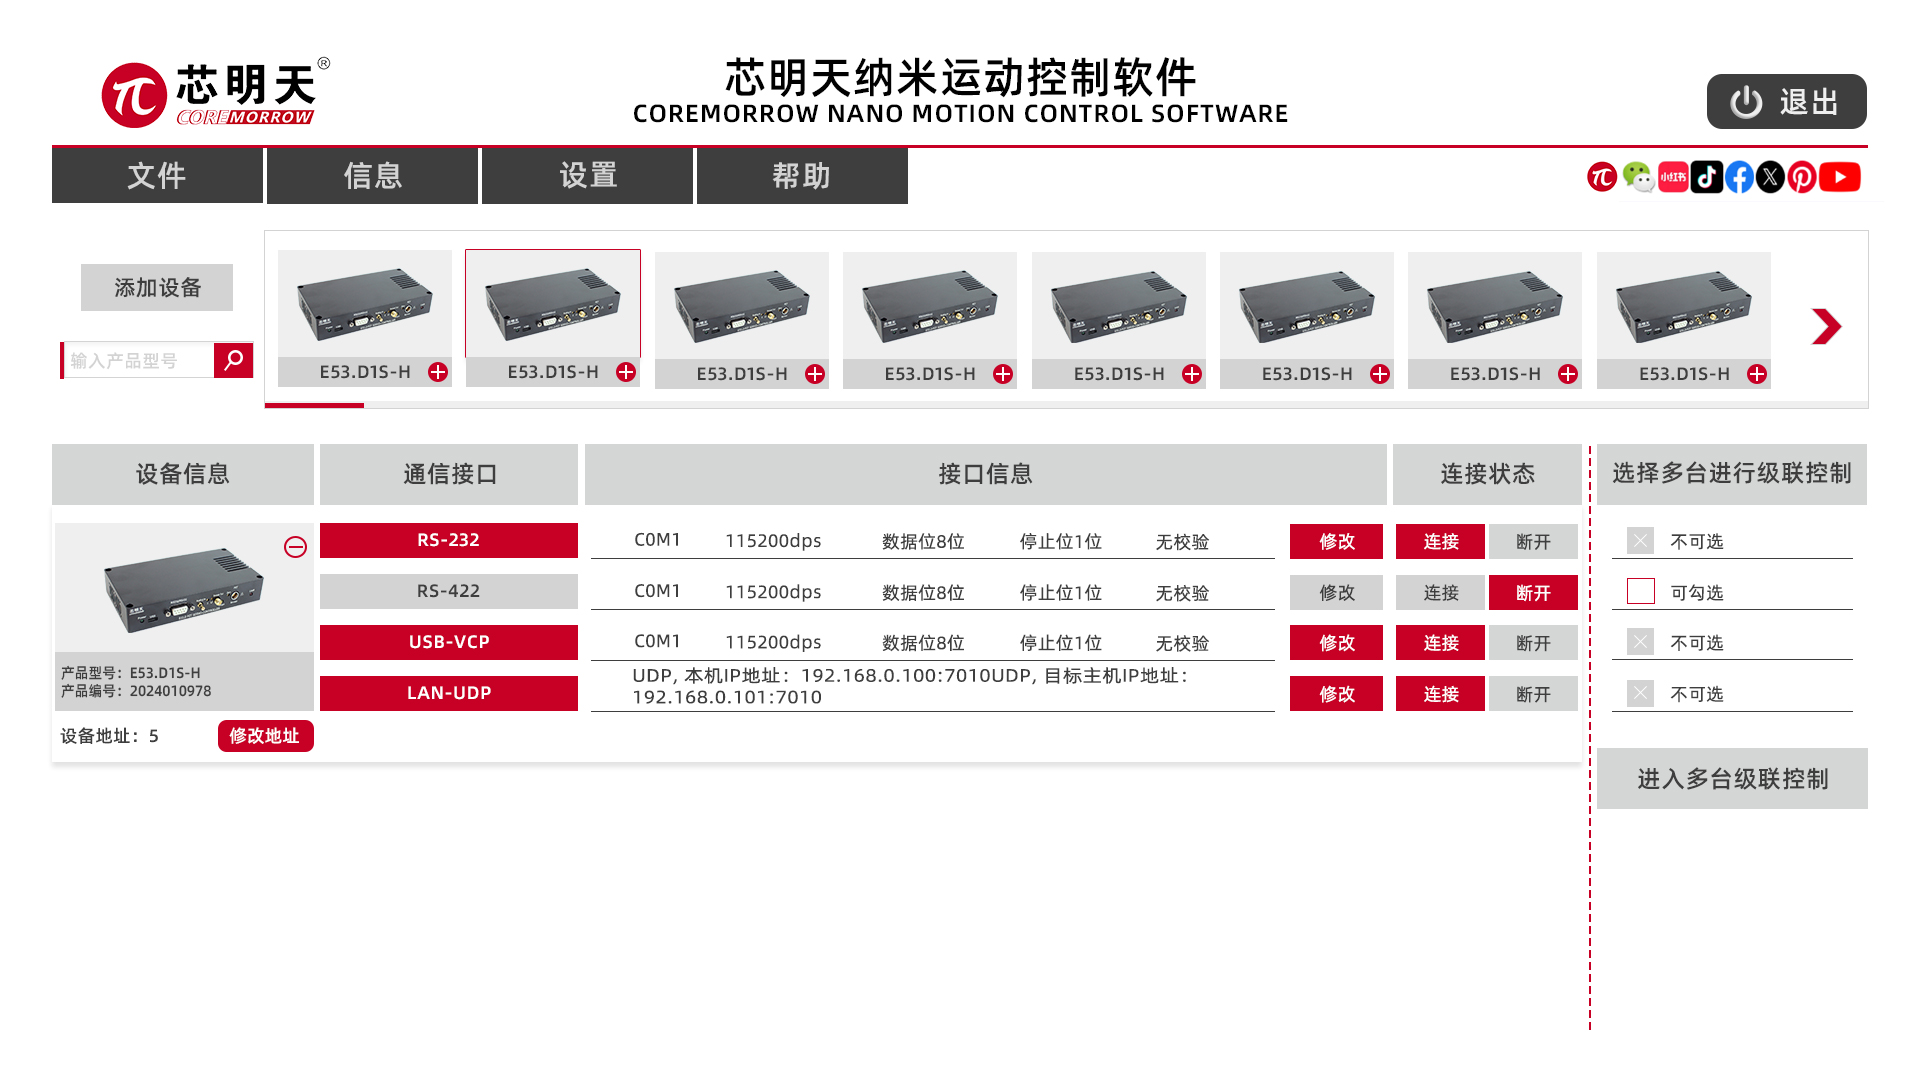 芯明天®
COREMORROW
芯明天纳米运动控制软件
COREMORROW NANO MOTION CONTROL SOFTWARE
退出
文件 信息 设置 帮助
小红书
添加设备
输入产品型号
E53.D1S-H E53.D1S-H E53.D1S-H E53.D1S-H E53.D1S-H E53.D1S-H E53.D1S-H E53.D1S-H
设备信息 通信接口 接口信息 连接状态 选择多台进行级联控制
RS-232 COM1 115200dps 数据位8位 停止位1位 无校验 修改 连接 断开 不可选
RS-422 COM1 115200dps 数据位8位 停止位1位 无校验 修改 连接 断开 可勾选
USB-VCP COM1 115200dps 数据位8位 停止位1位 无校验 修改 连接 断开 不可选
LAN-UDP UDP, 本机IP地址：192.168.0.100:7010UDP, 目标主机IP地址：
192.168.0.101:7010 修改 连接 断开 不可选
产品型号：E53.D1S-H
产品编号：2024010978
设备地址：5 修改地址
进入多台级联控制